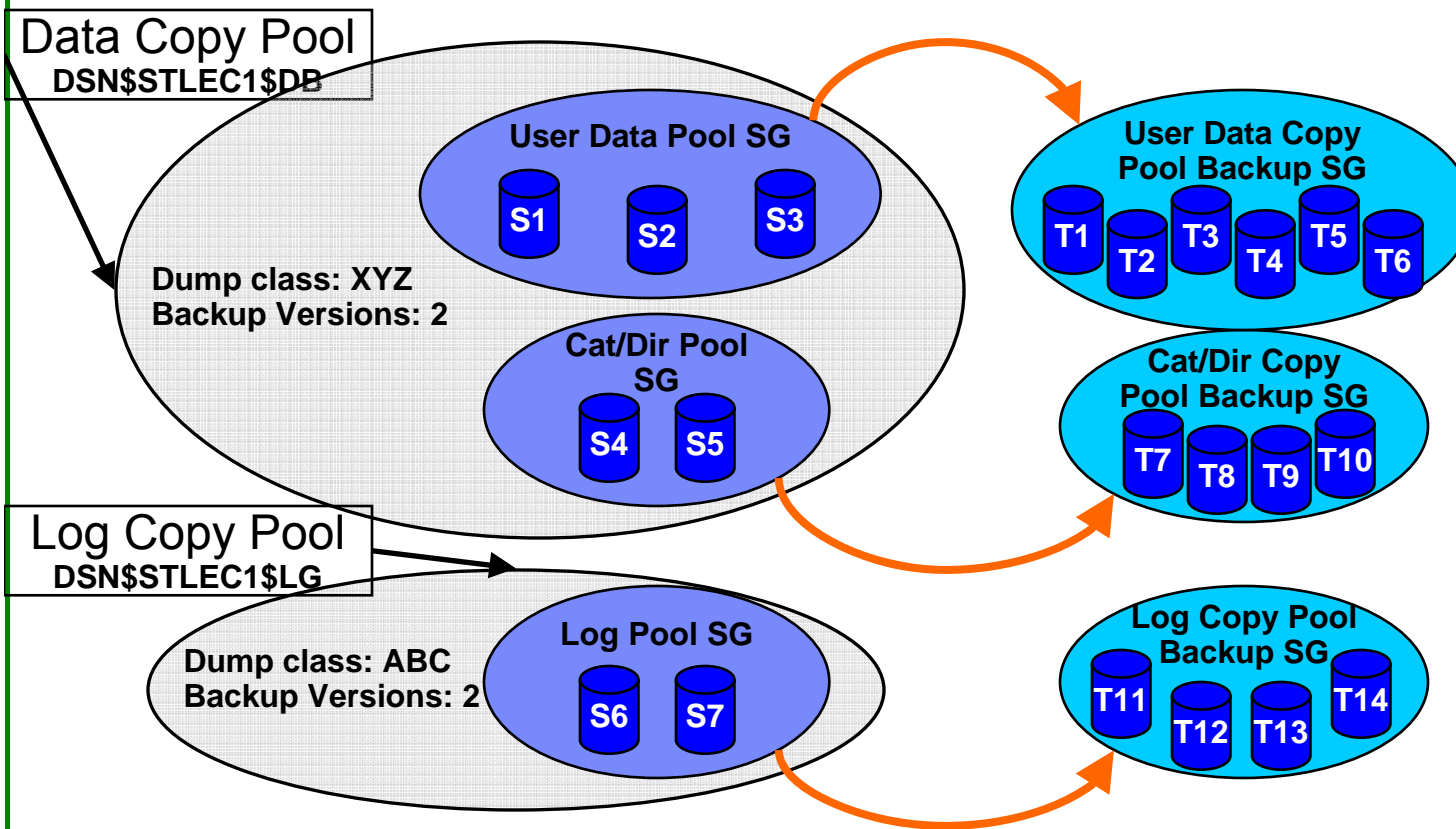 Data Copy Pool
DSN$STLEC1$DB
User Data Pool SG
S1
S2
S3
Dump class: XYZ
Backup Versions: 2
Cat/Dir Pool
SG
S4
S5
User Data Copy
Pool Backup SG
T1
T2
T3
T4
T5
T6
Cat/Dir Copy
Pool Backup SG
T7
T8
T9
T10
Log Copy Pool
DSN$STLEC1$LG
Log Pool SG
Dump class: ABC
Backup Versions: 2
S6
S7
Log Copy Pool
Backup SG
T11
T12
T13
T14